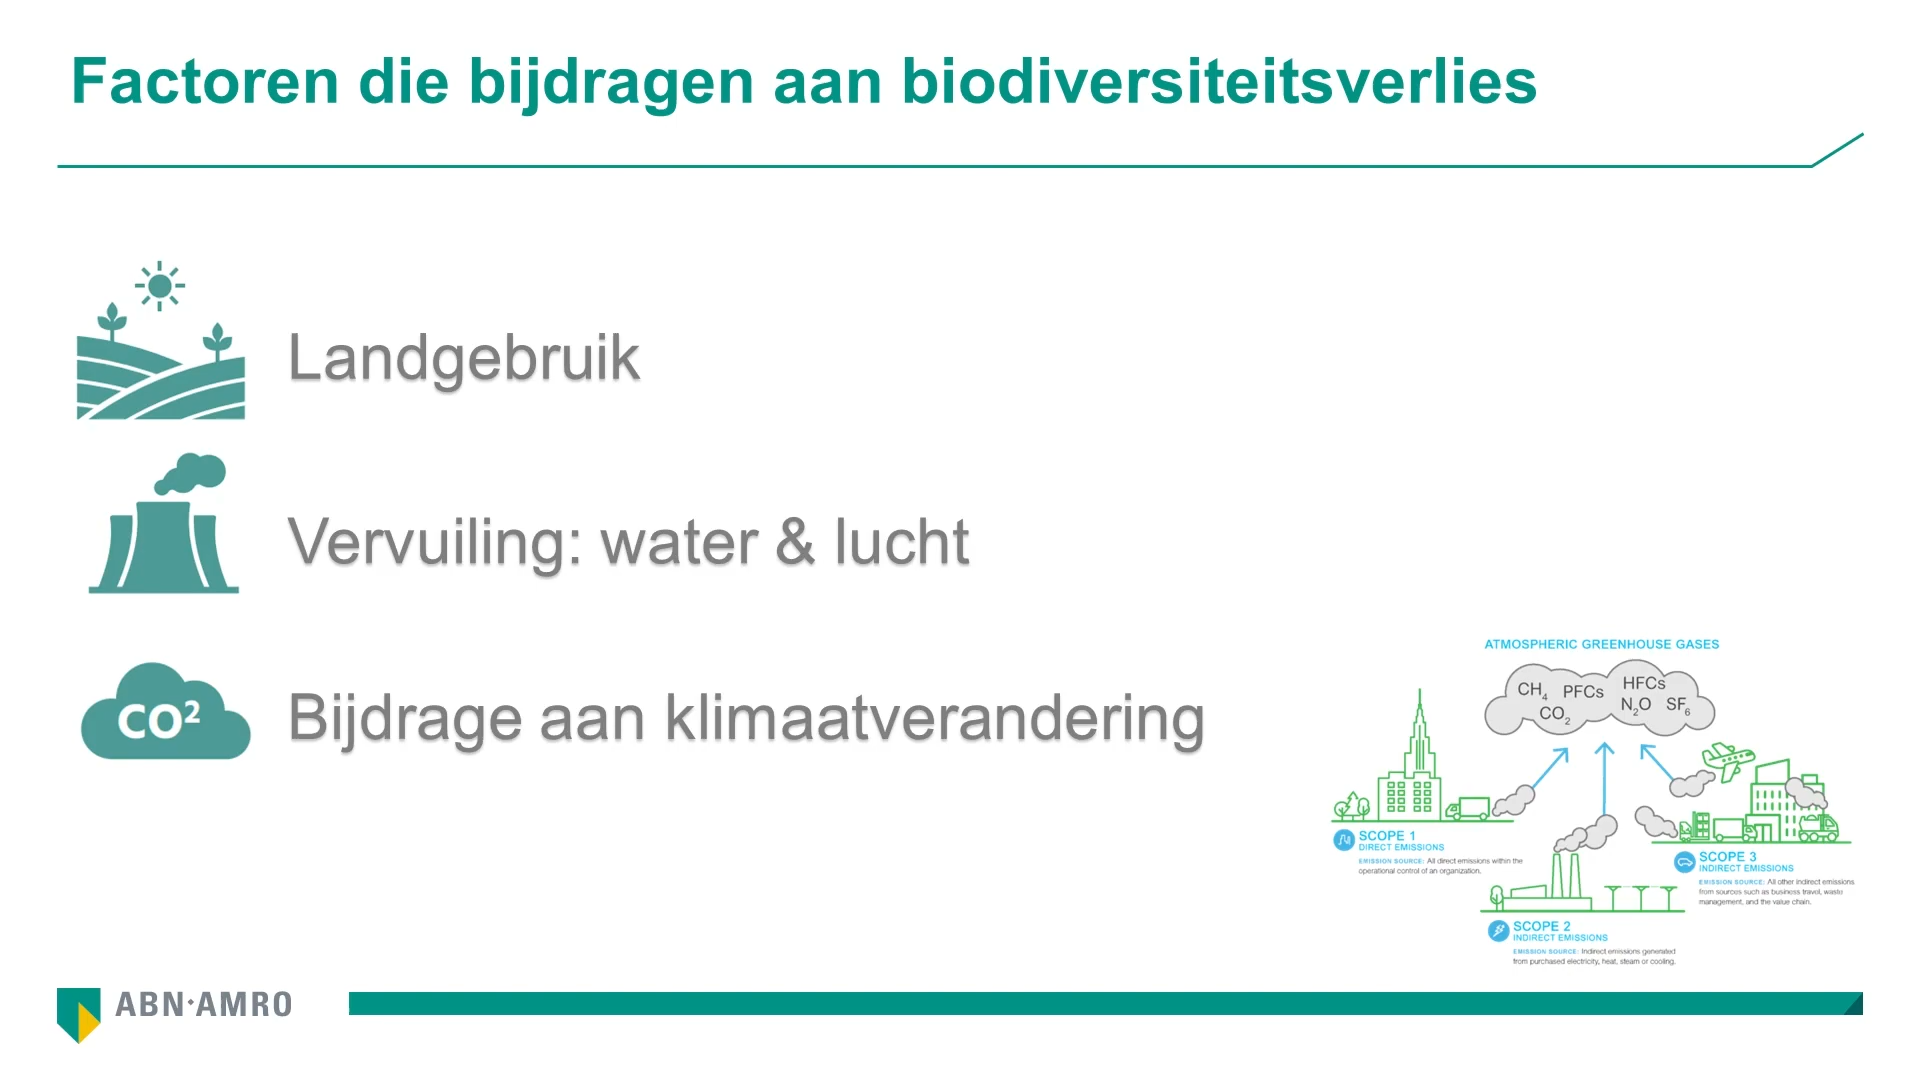 Factoren die bijdragen aan biodiversiteitsverlies
Landgebruik
Vervuiling: water & lucht
CO²
Bijdrage aan klimaatverandering
ATMOSPHERIC GREENHOUSE GASES
CH₄ PFCs HFCs
CO₂ N₂O SF₆
SCOPE 1
DIRECT EMISSIONS
EMISSION SOURCE: All direct emissions within the
operational control of an organization.
SCOPE 3
INDIRECT EMISSIONS
EMISSION SOURCE: All other indirect emissions
from sources such as business travel, waste
management, and the value chain.
SCOPE 2
INDIRECT EMISSIONS
EMISSION SOURCE: Indirect emissions generated
from purchased electricity, heat, steam or cooling.
ABN·AMRO